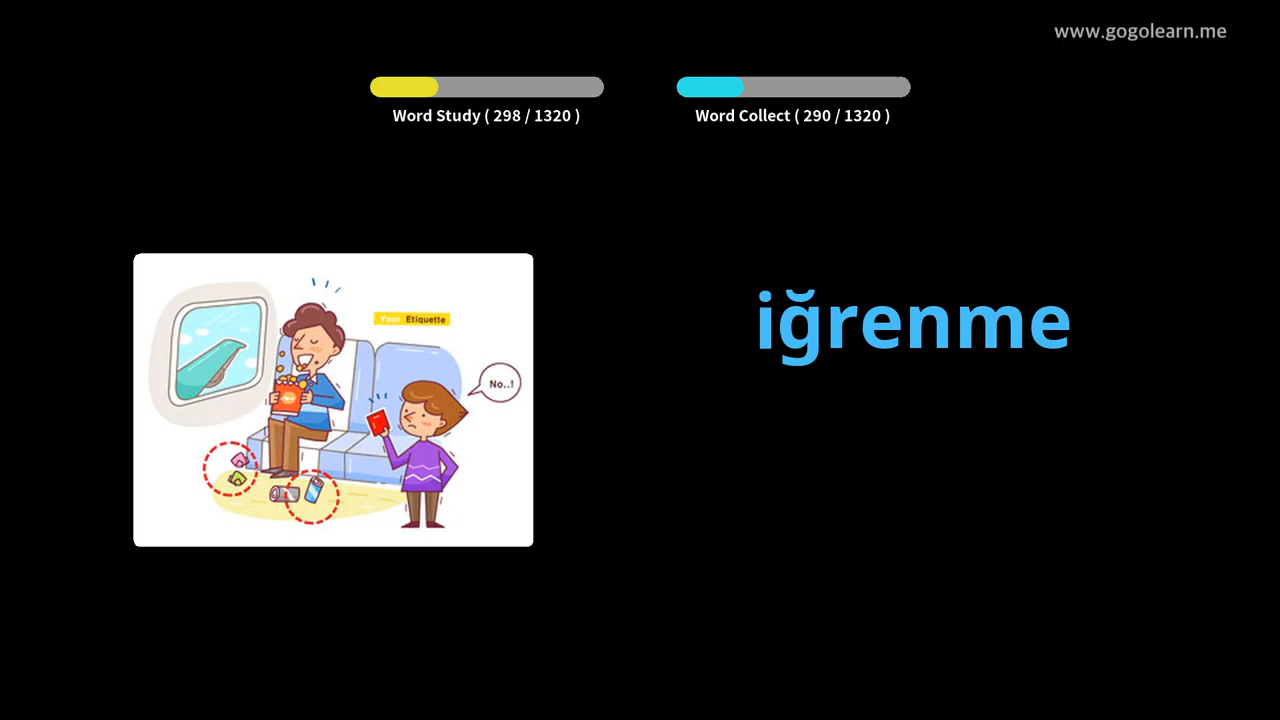 www.gogolearn.me
Word Study ( 298 / 1320 )
Word Collect ( 290 / 1320 )
Your Etiquette
No..!
iğrenme